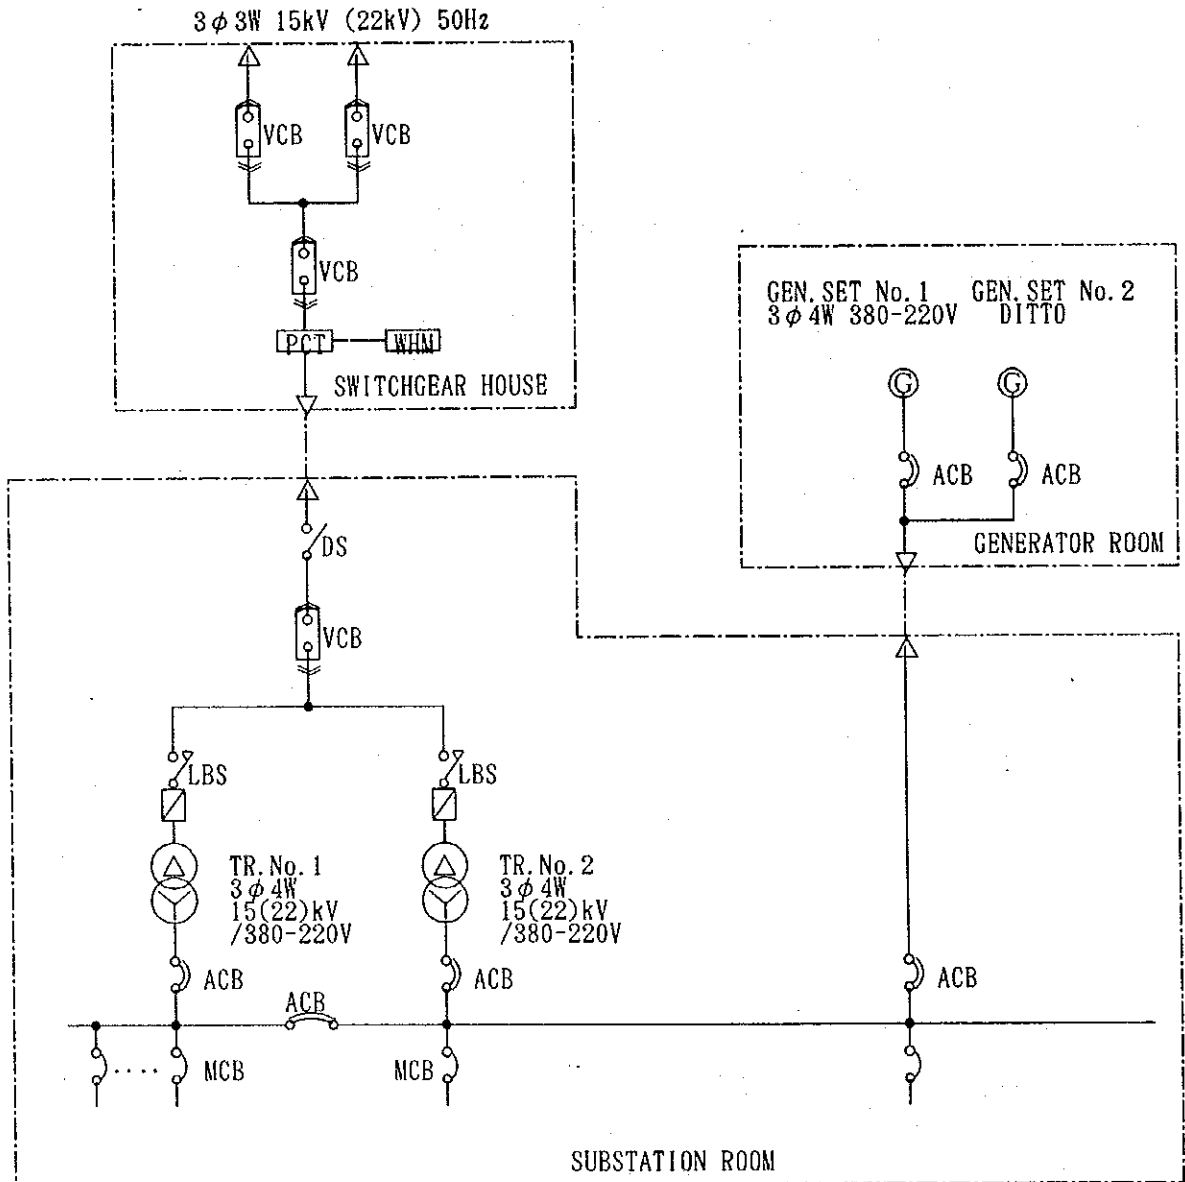 3φ3W 15kV (22kV) 50Hz
VCB
VCB
VCB
PCT
WHM
SWITCHGEAR HOUSE
GEN. SET No. 1
3φ4W 380-220V
GEN. SET No. 2
DITTO
G
G
ACB
ACB
GENERATOR ROOM
DS
VCB
LBS
LBS
TR. No. 1
3φ4W
15(22)kV
/380-220V
TR. No. 2
3φ4W
15(22)kV
/380-220V
ACB
ACB
ACB
ACB
MCB
MCB
SUBSTATION ROOM